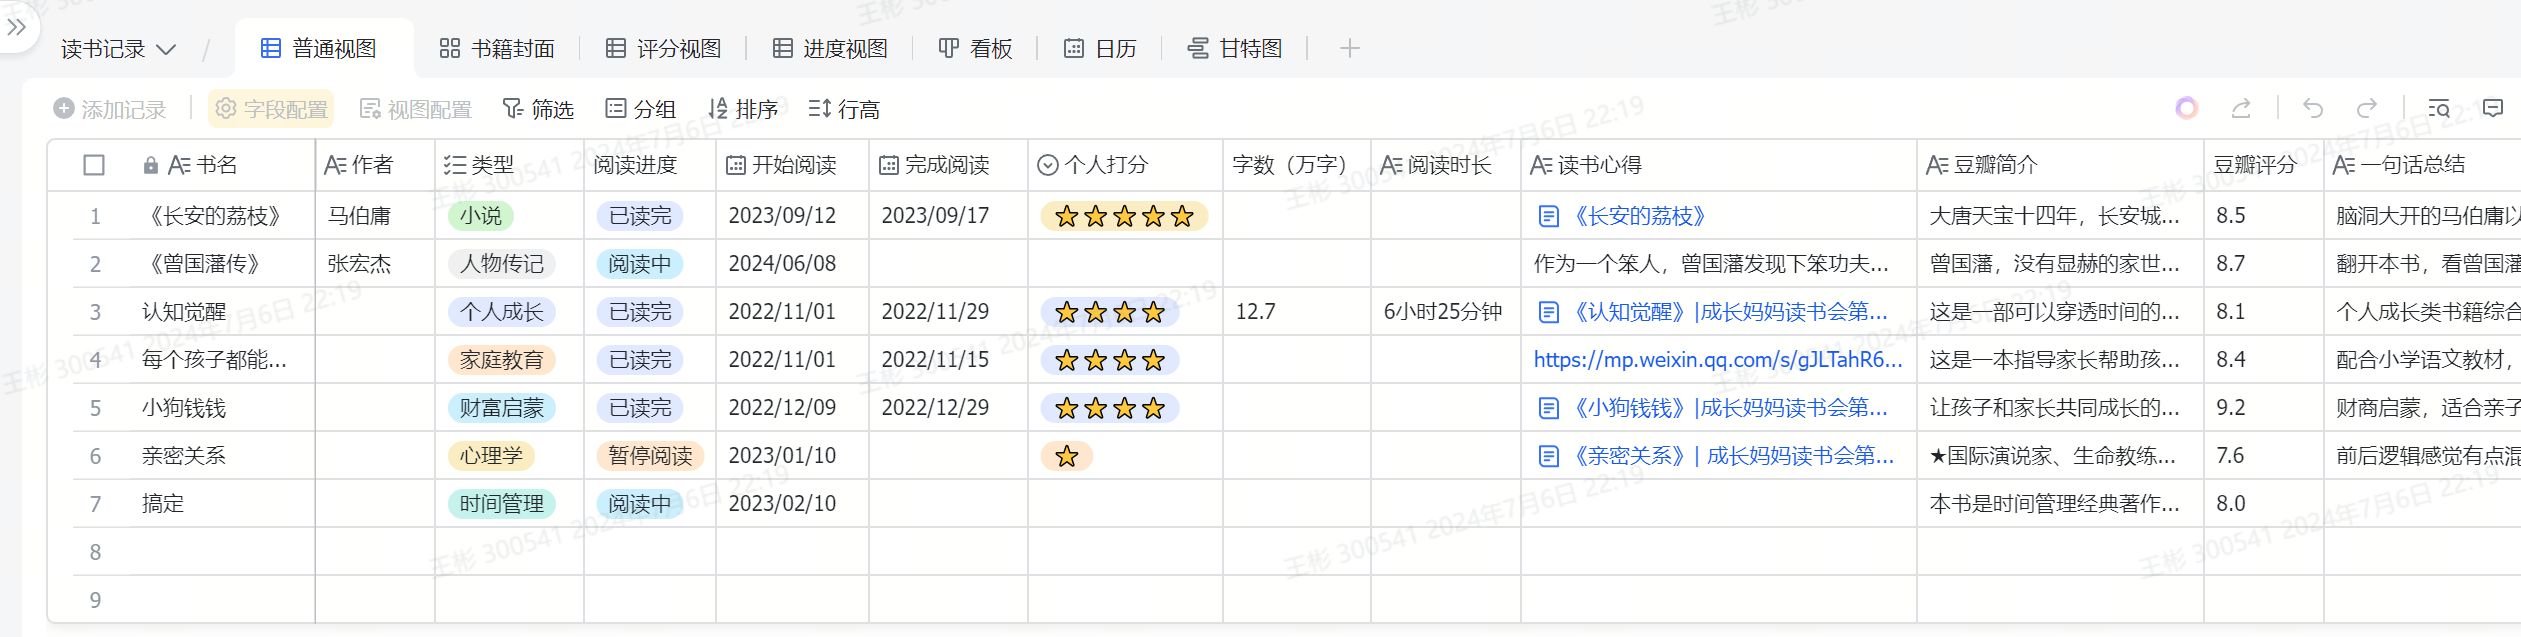 读书记录 / 普通视图 书籍封面 评分视图 进度视图 看板 日历 甘特图
添加记录 字段配置 视图配置 筛选 分组 排序 行高
书名 作者 类型 阅读进度 开始阅读 完成阅读 个人打分 字数（万字） 阅读时长 读书心得 豆瓣简介 豆瓣评分 一句话总结
1 《长安的荔枝》 马伯庸 小说 已读完 2023/09/12 2023/09/17 ⭐⭐⭐⭐⭐ 《长安的荔枝》 大唐天宝十四年，长安城... 8.5 脑洞大开的马伯庸以
2 《曾国藩传》 张宏杰 人物传记 阅读中 2024/06/08 作为一个笨人，曾国藩发现下笨功夫... 曾国藩，没有显赫的家世... 8.7 翻开本书，看曾国藩
3 认知觉醒 个人成长 已读完 2022/11/01 2022/11/29 ⭐⭐⭐⭐ 12.7 6小时25分钟 《认知觉醒》|成长妈妈读书会第... 这是一部可以穿透时间的... 8.1 个人成长类书籍综合
4 每个孩子都能... 家庭教育 已读完 2022/11/01 2022/11/15 ⭐⭐⭐⭐ https://mp.weixin.qq.com/s/gJLTahR6... 这是一本指导家长帮助孩... 8.4 配合小学语文教材，
5 小狗钱钱 财富启蒙 已读完 2022/12/09 2022/12/29 ⭐⭐⭐⭐ 《小狗钱钱》|成长妈妈读书会第... 让孩子和家长共同成长的... 9.2 财商启蒙，适合亲子
6 亲密关系 心理学 暂停阅读 2023/01/10 ⭐ 《亲密关系》| 成长妈妈读书会第... ★国际演说家、生命教练... 7.6 前后逻辑感觉有点混
7 搞定 时间管理 阅读中 2023/02/10 本书是时间管理经典著作... 8.0
8
9
王彬 300541 2024年7月6日 22:19